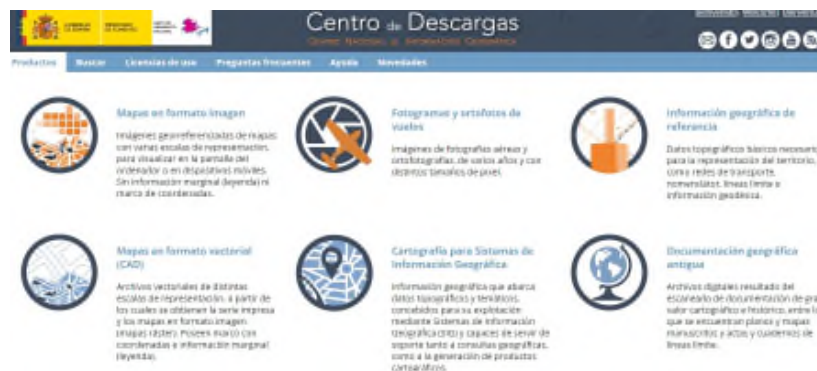 GOBIERNO DE ESPAÑA
MINISTERIO DE FOMENTO
Centro de Descargas
Centro Nacional de Información Geográfica
Productos Buscar Licencias de uso Preguntas frecuentes Ayuda Novedades
Mapas en formato imagen
Imágenes georreferenciadas de mapas
con varias escalas de representación,
para visualizar en la pantalla del
ordenador o en dispositivos móviles.
Sin información marginal (leyenda) ni
marco de coordenadas.
Fotogramas y ortofotos de
vuelos
Imágenes de fotografías aéreas y
ortofotografías, de varios años y con
distintos tamaños de píxel.
Información geográfica de
referencia
Datos topográficos básicos necesario
para la representación del territorio,
como redes de transporte,
nomenclátor, líneas límite e
información geodésica.
Mapas en formato vectorial
(CAD)
Archivos vectoriales de distintas
escalas de representación, a partir de
los cuales se obtienen la serie impresa
y los mapas en formato imagen
(mapas ráster). Poseen marco con
coordenadas e información marginal
(leyenda).
Cartografía para Sistemas de
Información Geográfica
Información geográfica que abarca
datos topográficos y temáticos,
concebidos para su explotación
mediante Sistemas de Información
Geográfica (SIG) y capaces de servir de
soporte tanto a consultas geográficas,
como a la generación de productos
cartográficos.
Documentación geográfica
antigua
Archivos digitales resultado del
escaneado de documentación de gra
valor cartográfico e histórico, entre lo
que se encuentran planos y mapas
manuscritos y actas y cuadernos de
líneas límite.